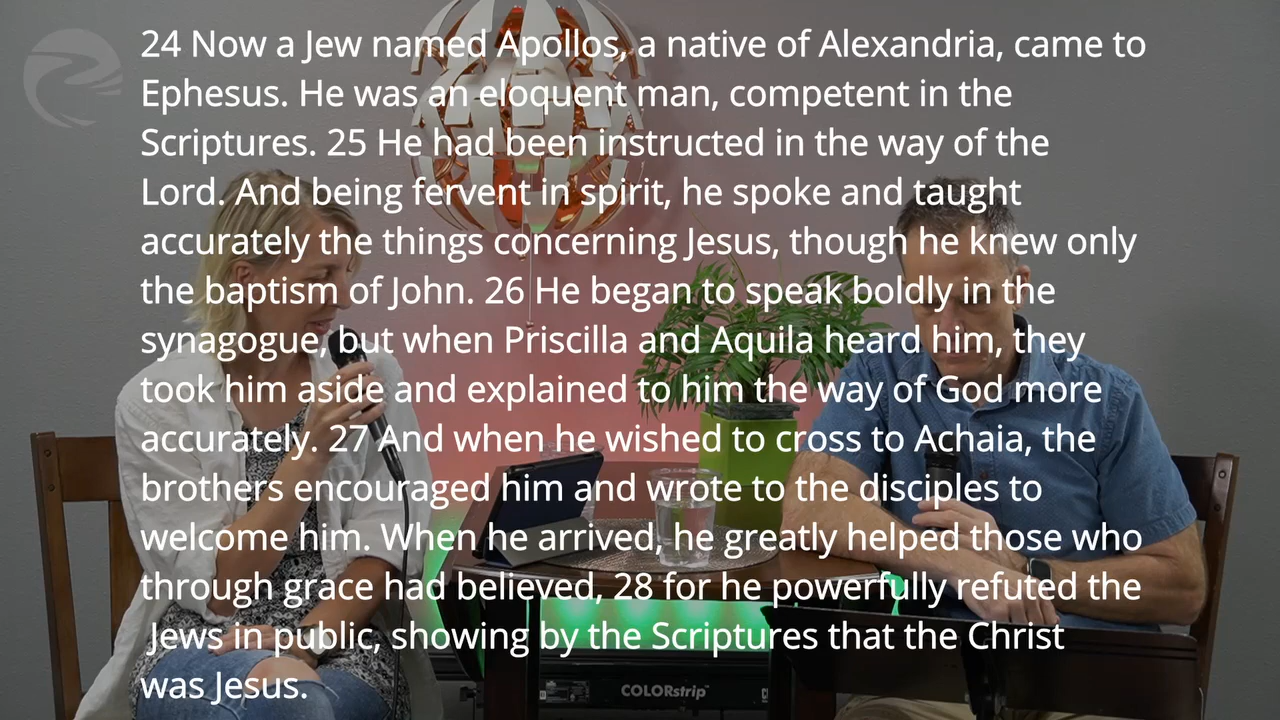 24 Now a Jew named Apollos, a native of Alexandria, came to
Ephesus. He was an eloquent man, competent in the
Scriptures. 25 He had been instructed in the way of the
Lord. And being fervent in spirit, he spoke and taught
accurately the things concerning Jesus, though he knew only
the baptism of John. 26 He began to speak boldly in the
synagogue, but when Priscilla and Aquila heard him, they
took him aside and explained to him the way of God more
accurately. 27 And when he wished to cross to Achaia, the
brothers encouraged him and wrote to the disciples to
welcome him. When he arrived, he greatly helped those who
through grace had believed, 28 for he powerfully refuted the
Jews in public, showing by the Scriptures that the Christ
was Jesus.
COLORstrip™